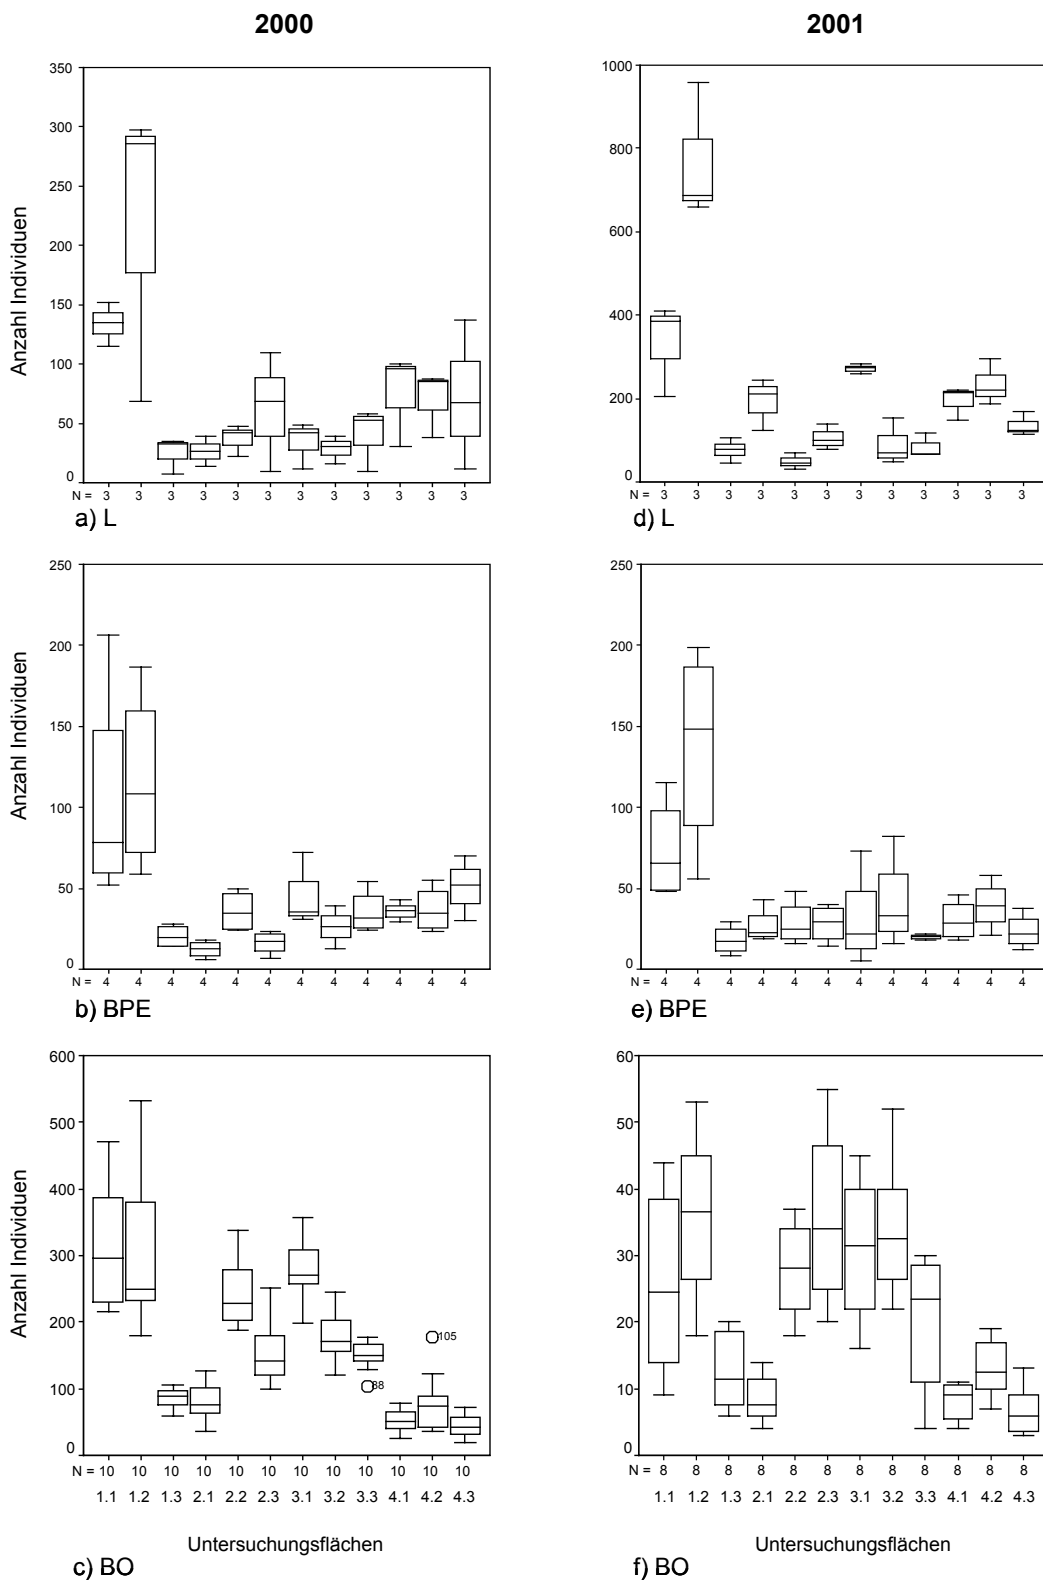 2000
2001
Anzahl Individuen
350
300
250
200
150
100
50
0
N = 3 3 3 3 3 3 3 3 3 3 3 3
a) L
1000
800
600
400
200
0
N = 3 3 3 3 3 3 3 3 3 3 3 3
d) L
Anzahl Individuen
250
200
150
100
50
0
N = 4 4 4 4 4 4 4 4 4 4 4 4
b) BPE
250
200
150
100
50
0
N = 4 4 4 4 4 4 4 4 4 4 4 4
e) BPE
Anzahl Individuen
600
500
400
300
200
100
0
105
88
N = 10 10 10 10 10 10 10 10 10 10 10 10
1.1 1.2 1.3 2.1 2.2 2.3 3.1 3.2 3.3 4.1 4.2 4.3
Untersuchungsflächen
c) BO
60
50
40
30
20
10
0
N = 8 8 8 8 8 8 8 8 8 8 8 8
1.1 1.2 1.3 2.1 2.2 2.3 3.1 3.2 3.3 4.1 4.2 4.3
Untersuchungsflächen
f) BO